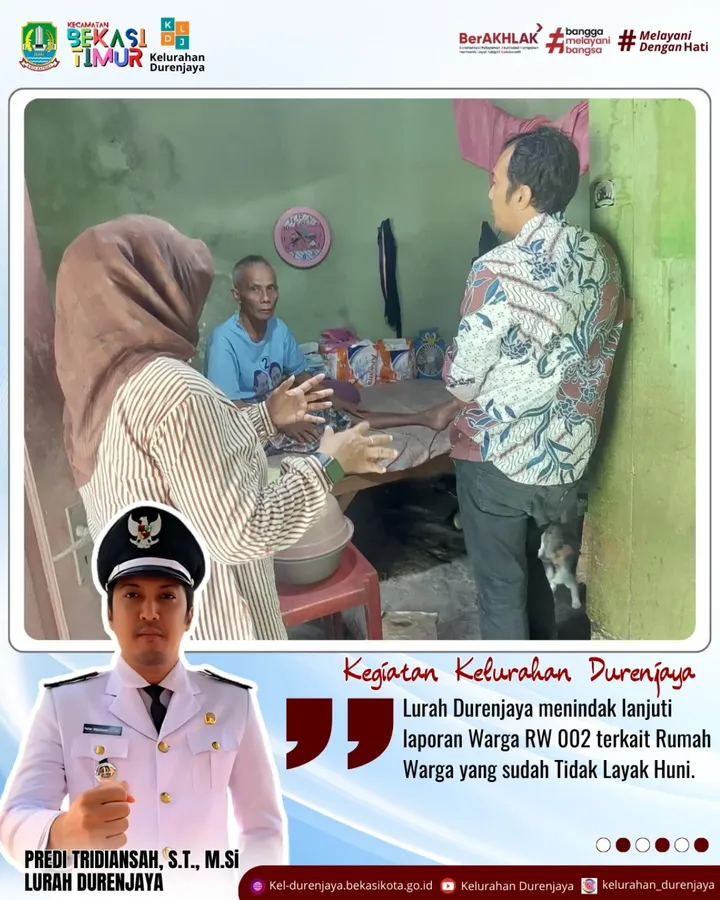 KECAMATAN
BEKASI
TIMUR
K
L
D
J
Kelurahan
Durenjaya
BerAKHLAK
#bangga
melayani
bangsa
#Melayani
Dengan Hati
2
Kegiatan Kelurahan Durenjaya
Lurah Durenjaya menindak lanjuti
laporan Warga RW 002 terkait Rumah
Warga yang sudah Tidak Layak Huni.
PREDI TRIDIANSAH, S.T., M.Si
LURAH DURENJAYA
Kel-durenjaya.bekasikota.go.id
Kelurahan Durenjaya
kelurahan_durenjaya